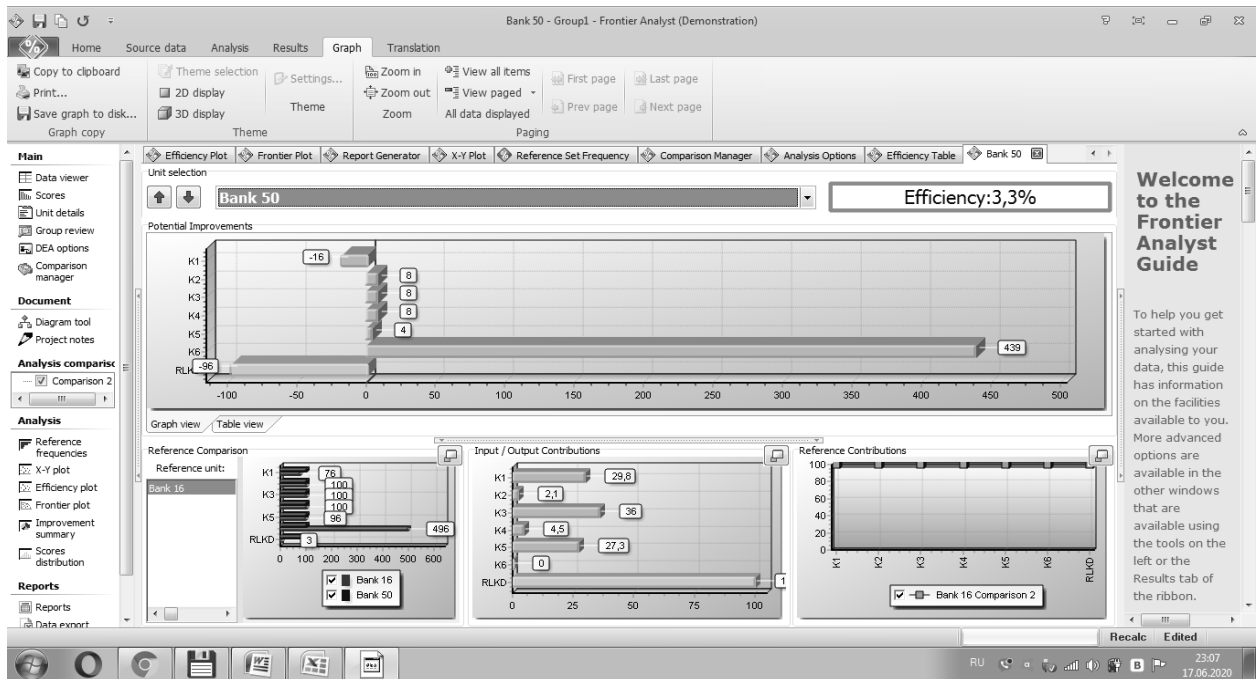 Bank 50 - Group1 - Frontier Analyst (Demonstration)
Home Source data Analysis Results Graph Translation
Copy to clipboard
Print...
Save graph to disk...
Graph copy
Theme selection
2D display
3D display
Settings...
Theme
Theme
Zoom in
Zoom out
Zoom
View all items
View paged
All data displayed
First page
Prev page
Last page
Next page
Paging
Main
Data viewer
Scores
Unit details
Group review
DEA options
Comparison
manager
Document
Diagram tool
Project notes
Analysis comparisc
Comparison 2
Analysis
Reference
frequencies
X-Y plot
Efficiency plot
Frontier plot
Improvement
summary
Scores
distribution
Reports
Reports
Data export
Efficiency Plot Frontier Plot Report Generator X-Y Plot Reference Set Frequency Comparison Manager Analysis Options Efficiency Table Bank 50
Unit selection
Bank 50
Efficiency:3,3%
Potential Improvements
K1 -16
K2 8
K3 8
K4 8
K5 4
K6 439
RLK -96
-100 -50 0 50 100 150 200 250 300 350 400 450 500
Graph view Table view
Reference Comparison
Reference unit:
Bank 16
K1 76
100
K3 100
100
K5 96
496
RLKD 3
0 100 200 300 400 500 600
Bank 16
Bank 50
Input / Output Contributions
K1 29,8
K2 2,1
K3 36
K4 4,5
K5 27,3
K6 0
RLKD 1
0 25 50 75 100
Reference Contributions
100
80
60
40
20
0
K1 K2 K3 K4 K5 K6 RLKD
Bank 16 Comparison 2
Welcome
to the
Frontier
Analyst
Guide
To help you get
started with
analysing your
data, this guide
has information
on the facilities
available to you.
More advanced
options are
available in the
other windows
that are
available using
the tools on the
left or the
Results tab of
the ribbon.
Recalc Edited
RU
23:07
17.06.2020